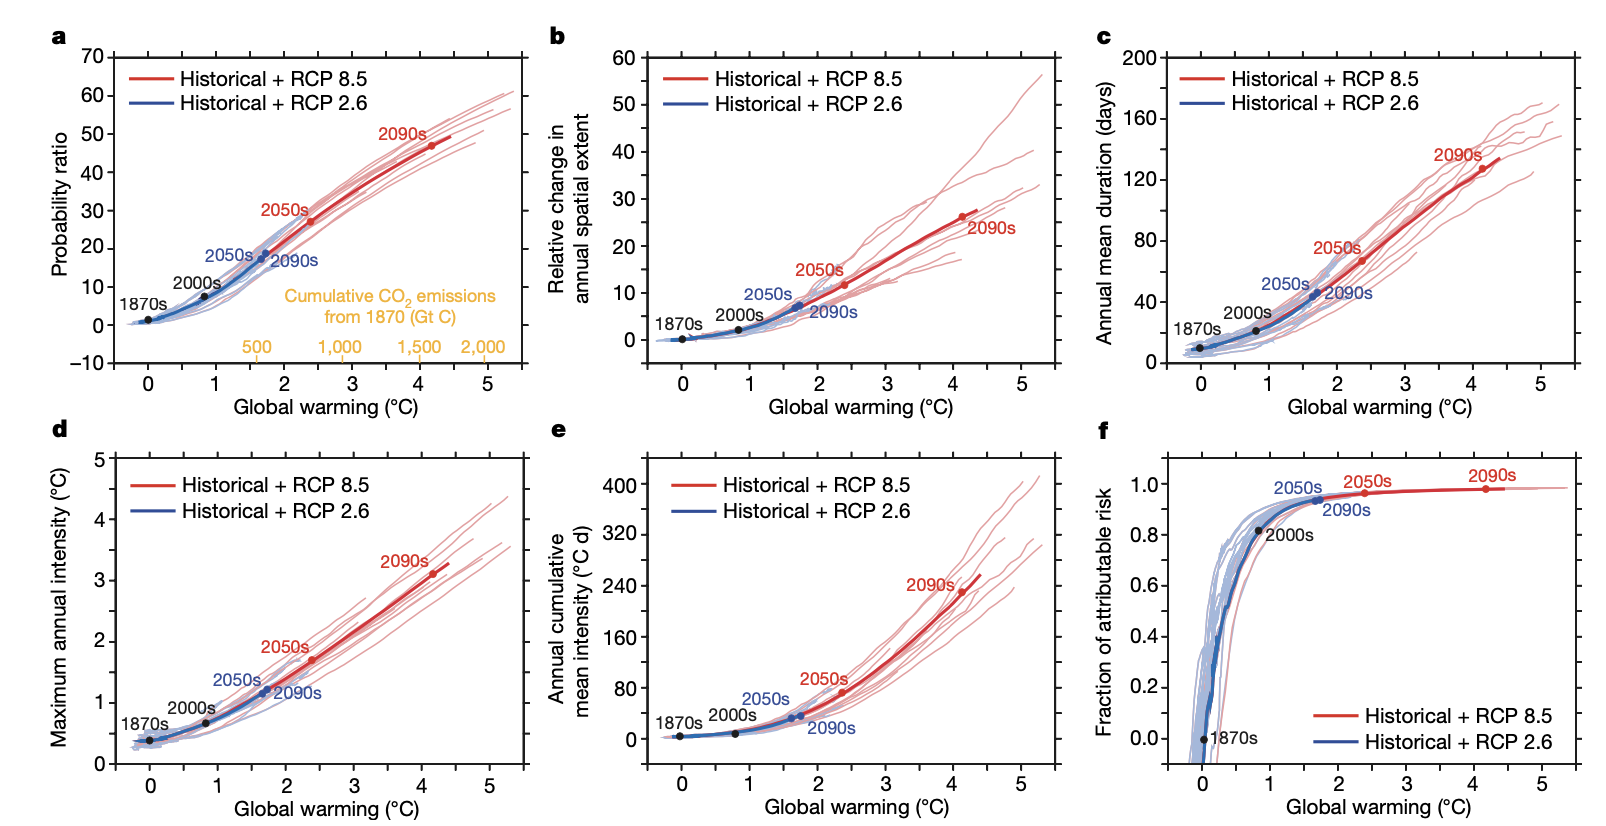 a
70
60
50
40
30
20
10
0
−10
Probability ratio
Historical + RCP 8.5
Historical + RCP 2.6
2090s
2050s
2050s
2090s
2000s
1870s
Cumulative CO2 emissions
from 1870 (Gt C)
500 1,000 1,500 2,000
0 1 2 3 4 5
Global warming (°C)
b
60
50
40
30
20
10
0
Relative change in
annual spatial extent
Historical + RCP 8.5
Historical + RCP 2.6
2090s
2050s
2050s
2090s
2000s
1870s
0 1 2 3 4 5
Global warming (°C)
c
200
160
120
80
40
0
Annual mean duration (days)
Historical + RCP 8.5
Historical + RCP 2.6
2090s
2050s
2050s
2090s
2000s
1870s
0 1 2 3 4 5
Global warming (°C)
d
5
4
3
2
1
0
Maximum annual intensity (°C)
Historical + RCP 8.5
Historical + RCP 2.6
2090s
2050s
2050s
2090s
2000s
1870s
0 1 2 3 4 5
Global warming (°C)
e
400
320
240
160
80
0
Annual cumulative
mean intensity (°C d)
Historical + RCP 8.5
Historical + RCP 2.6
2090s
2050s
2050s
2090s
2000s
1870s
0 1 2 3 4 5
Global warming (°C)
f
1.0
0.8
0.6
0.4
0.2
0.0
Fraction of attributable risk
2090s
2050s
2050s
2090s
2000s
1870s
Historical + RCP 8.5
Historical + RCP 2.6
0 1 2 3 4 5
Global warming (°C)